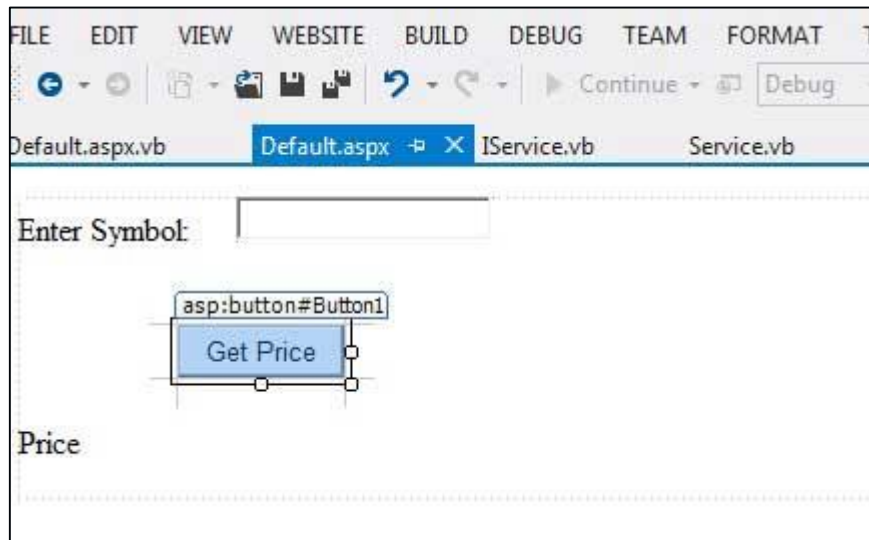 FILE EDIT VIEW WEBSITE BUILD DEBUG TEAM FORMAT
Continue Debug
Default.aspx.vb Default.aspx IService.vb Service.vb
Enter Symbol:
asp:button#Button1
Get Price
Price